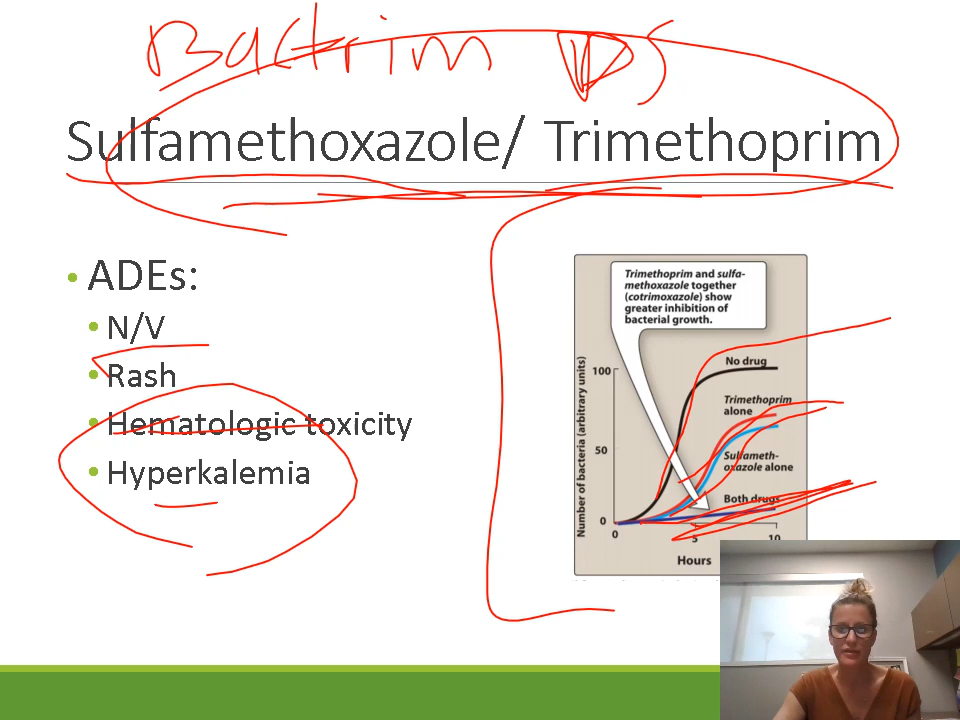 Bactrim DS
Sulfamethoxazole/ Trimethoprim
• ADEs:
• N/V
• Rash
• Hematologic toxicity
• Hyperkalemia
Trimethoprim and sulfa-
methoxazole together
(cotrimoxazole) show
greater inhibition of
bacterial growth.
Number of bacteria (arbitrary units)
100
50
0
No drug
Trimethoprim
alone
Sulfameth-
oxazole alone
Both drugs
0
5
10
Hours